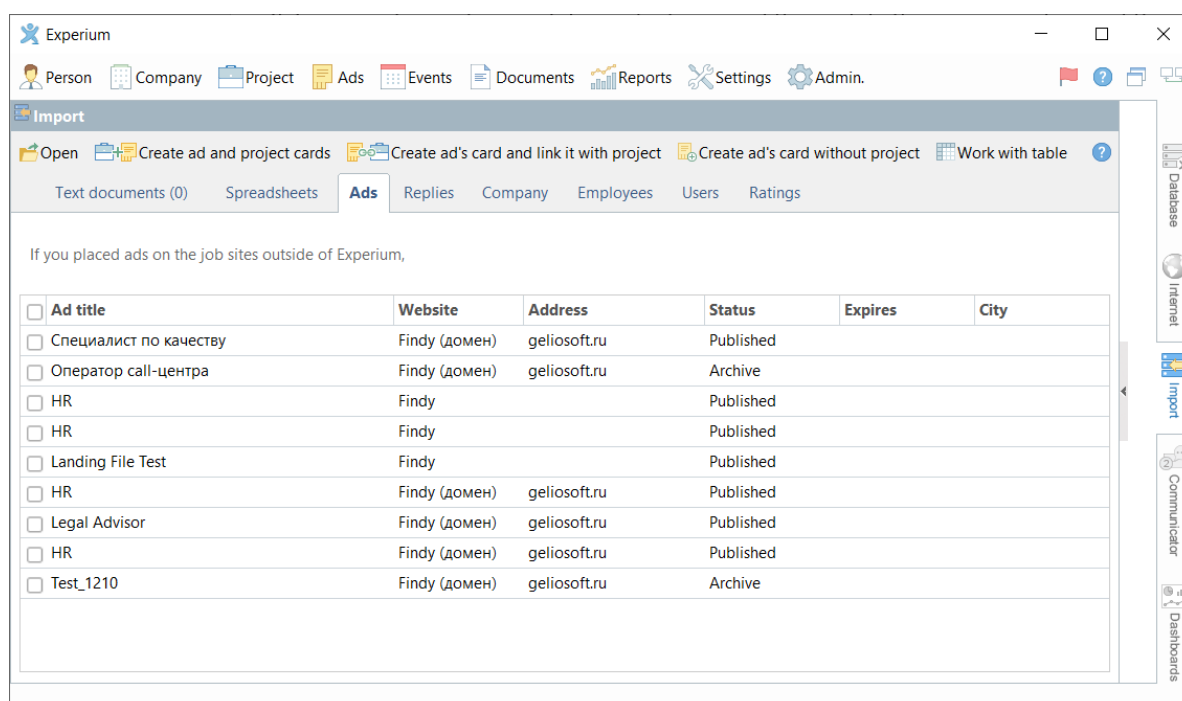 Experium
Person Company Project Ads Events Documents Reports Settings Admin.
Import
Open Create ad and project cards Create ad's card and link it with project Create ad's card without project Work with table
Text documents (0) Spreadsheets Ads Replies Company Employees Users Ratings
If you placed ads on the job sites outside of Experium,
Ad title Website Address Status Expires City
Специалист по качеству Findy (домен) geliosoft.ru Published
Оператор call-центра Findy (домен) geliosoft.ru Archive
HR Findy Published
HR Findy Published
Landing File Test Findy Published
HR Findy (домен) geliosoft.ru Published
Legal Advisor Findy (домен) geliosoft.ru Published
HR Findy (домен) geliosoft.ru Published
Test_1210 Findy (домен) geliosoft.ru Archive
Database
Internet
Import
2
Communicator
Dashboards